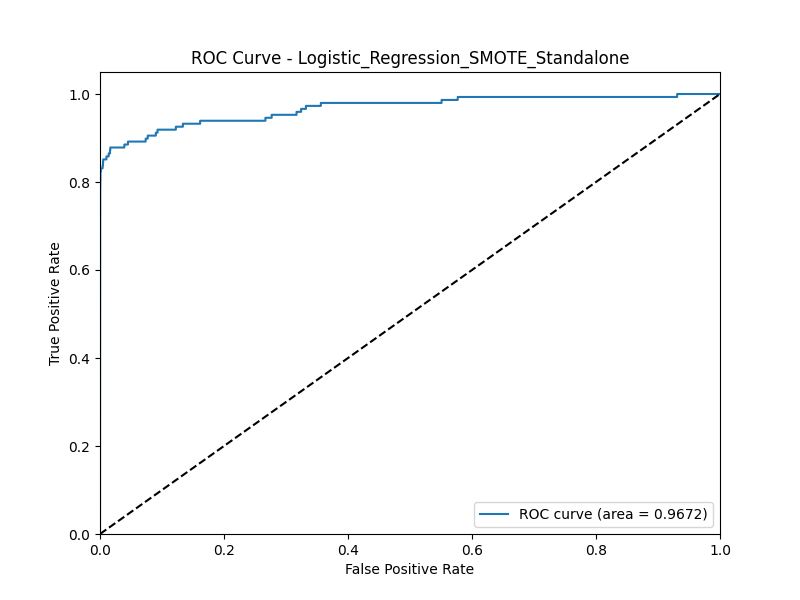 ROC Curve - Logistic_Regression_SMOTE_Standalone
True Positive Rate
1.0
0.8
0.6
0.4
0.2
0.0
ROC curve (area = 0.9672)
0.0 0.2 0.4 0.6 0.8 1.0
False Positive Rate